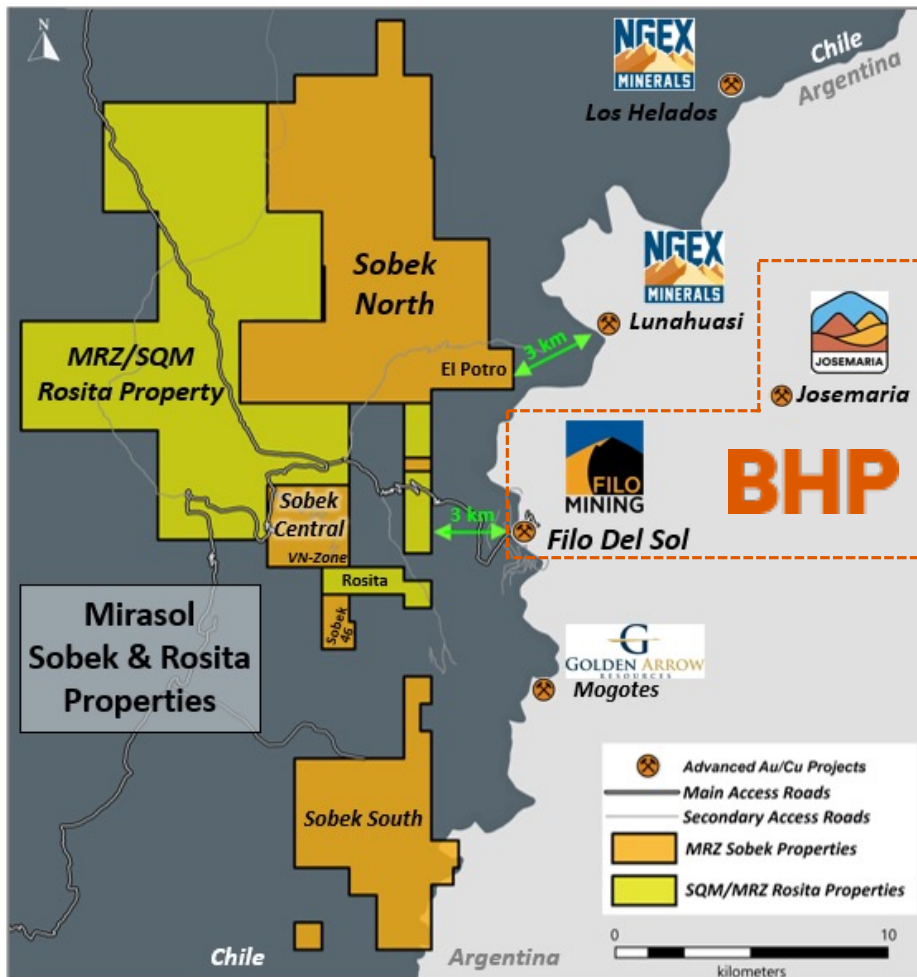 N
NGEX
MINERALS
Los Helados
Chile
Argentina
Sobek
North
NGEX
MINERALS
Lunahuasi
3 km
El Potro
MRZ/SQM
Rosita Property
JOSEMARIA
Josemaria
BHP
FILO
MINING
Filo Del Sol
3 km
Sobek
Central
VN-Zone
Rosita
Sobek
46
Mirasol
Sobek & Rosita
Properties
G
GOLDEN ARROW
RESOURCES
Mogotes
Sobek South
Advanced Au/Cu Projects
Main Access Roads
Secondary Access Roads
MRZ Sobek Properties
SQM/MRZ Rosita Properties
0
10
kilometers
Chile
Argentina